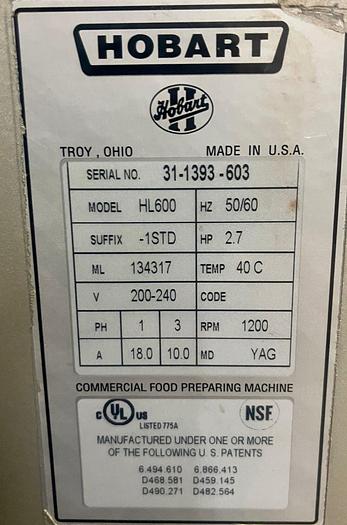 HOBART
Hobart
H
TROY, OHIO MADE IN U.S.A.
SERIAL NO. 31-1393-603
MODEL HL600 HZ 50/60
SUFFIX -1STD HP 2.7
ML 134317 TEMP 40 C
V 200-240 CODE
PH 1 3 RPM 1200
A 18.0 10.0 MD YAG
COMMERCIAL FOOD PREPARING MACHINE
C UL US NSF
LISTED 775A
MANUFACTURED UNDER ONE OR MORE
OF THE FOLLOWING U.S. PATENTS
6.494.610 6.866.413
D468.581 D459.145
D490.271 D482.564